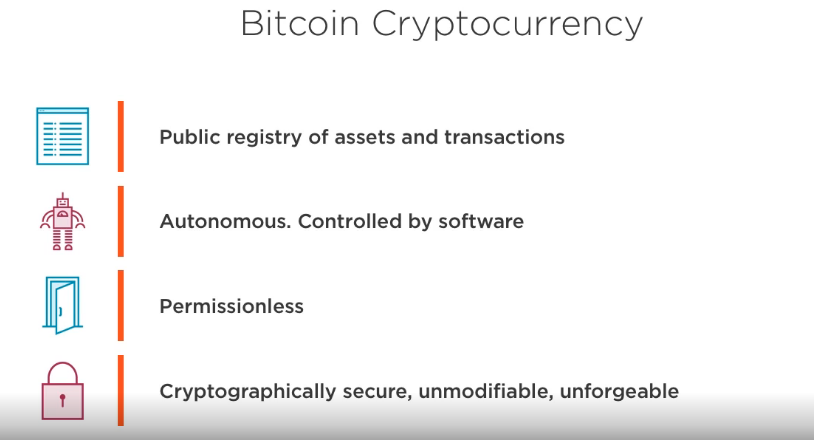 Bitcoin Cryptocurrency
Public registry of assets and transactions
Autonomous. Controlled by software
Permissionless
Cryptographically secure, unmodifiable, unforgeable